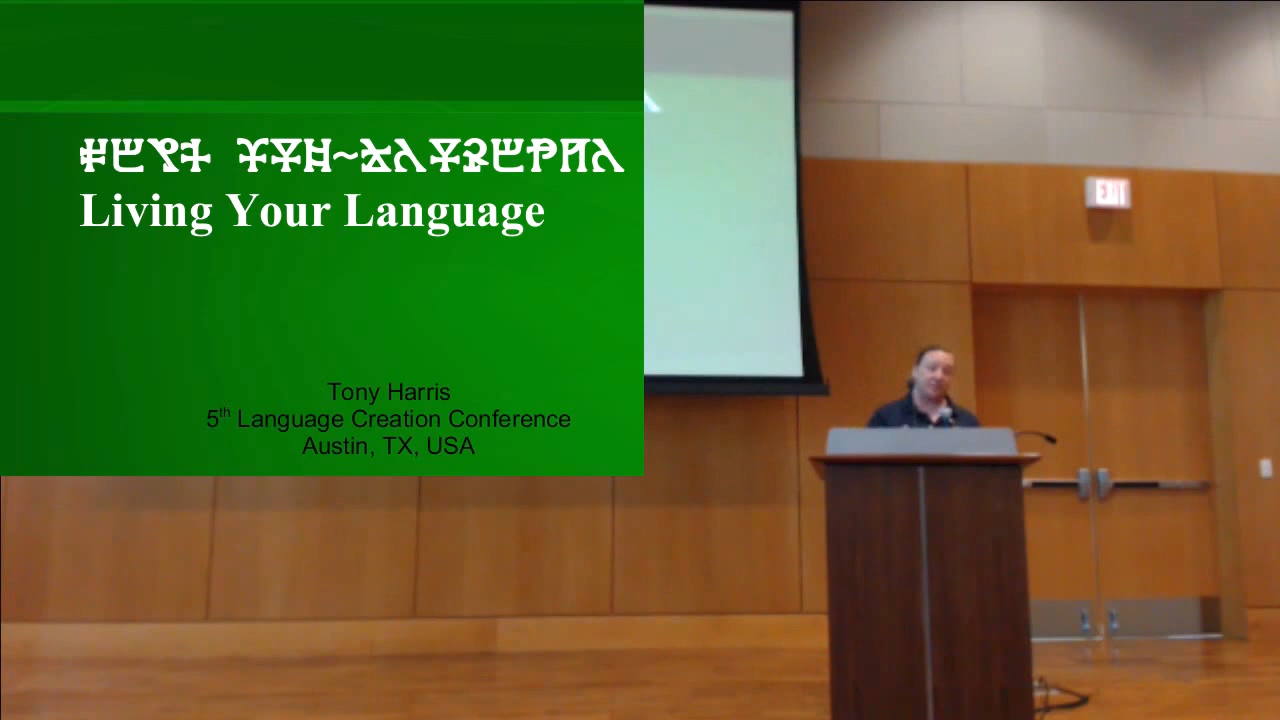 Living Your Language
Tony Harris
5th Language Creation Conference
Austin, TX, USA
EXIT